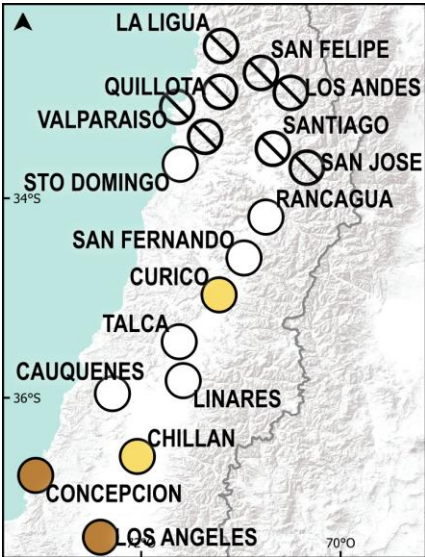 LA LIGUA
SAN FELIPE
QUILLOTA
LOS ANDES
VALPARAISO
SANTIAGO
SAN JOSE
STO DOMINGO
RANCAGUA
34°S
SAN FERNANDO
CURICO
TALCA
CAUQUENES
36°S
LINARES
CHILLAN
CONCEPCION
LOS ANGELES
72°O
70°O